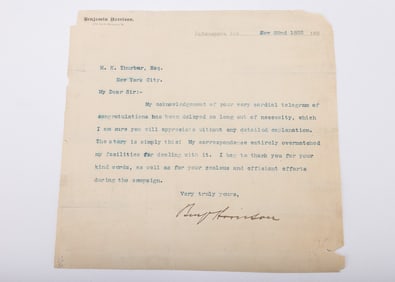 Benjamin Harrison.
Indianapolis, Ind. Nov 22nd 1888 188
H. K. Thurber, Esq.
New York City.
My Dear Sir:-
My acknowledgement of your very cordial telegram of
congratulations has been delayed so long out of necessity, which
I am sure you will appreciate without any detailed explanation.
The story is simply this: My correspondence entirely overmatched
my facilities for dealing with it. I beg to thank you for your
kind words, as well as for your zealous and efficient efforts
during the campaign.
Very truly yours,
Benj Harrison